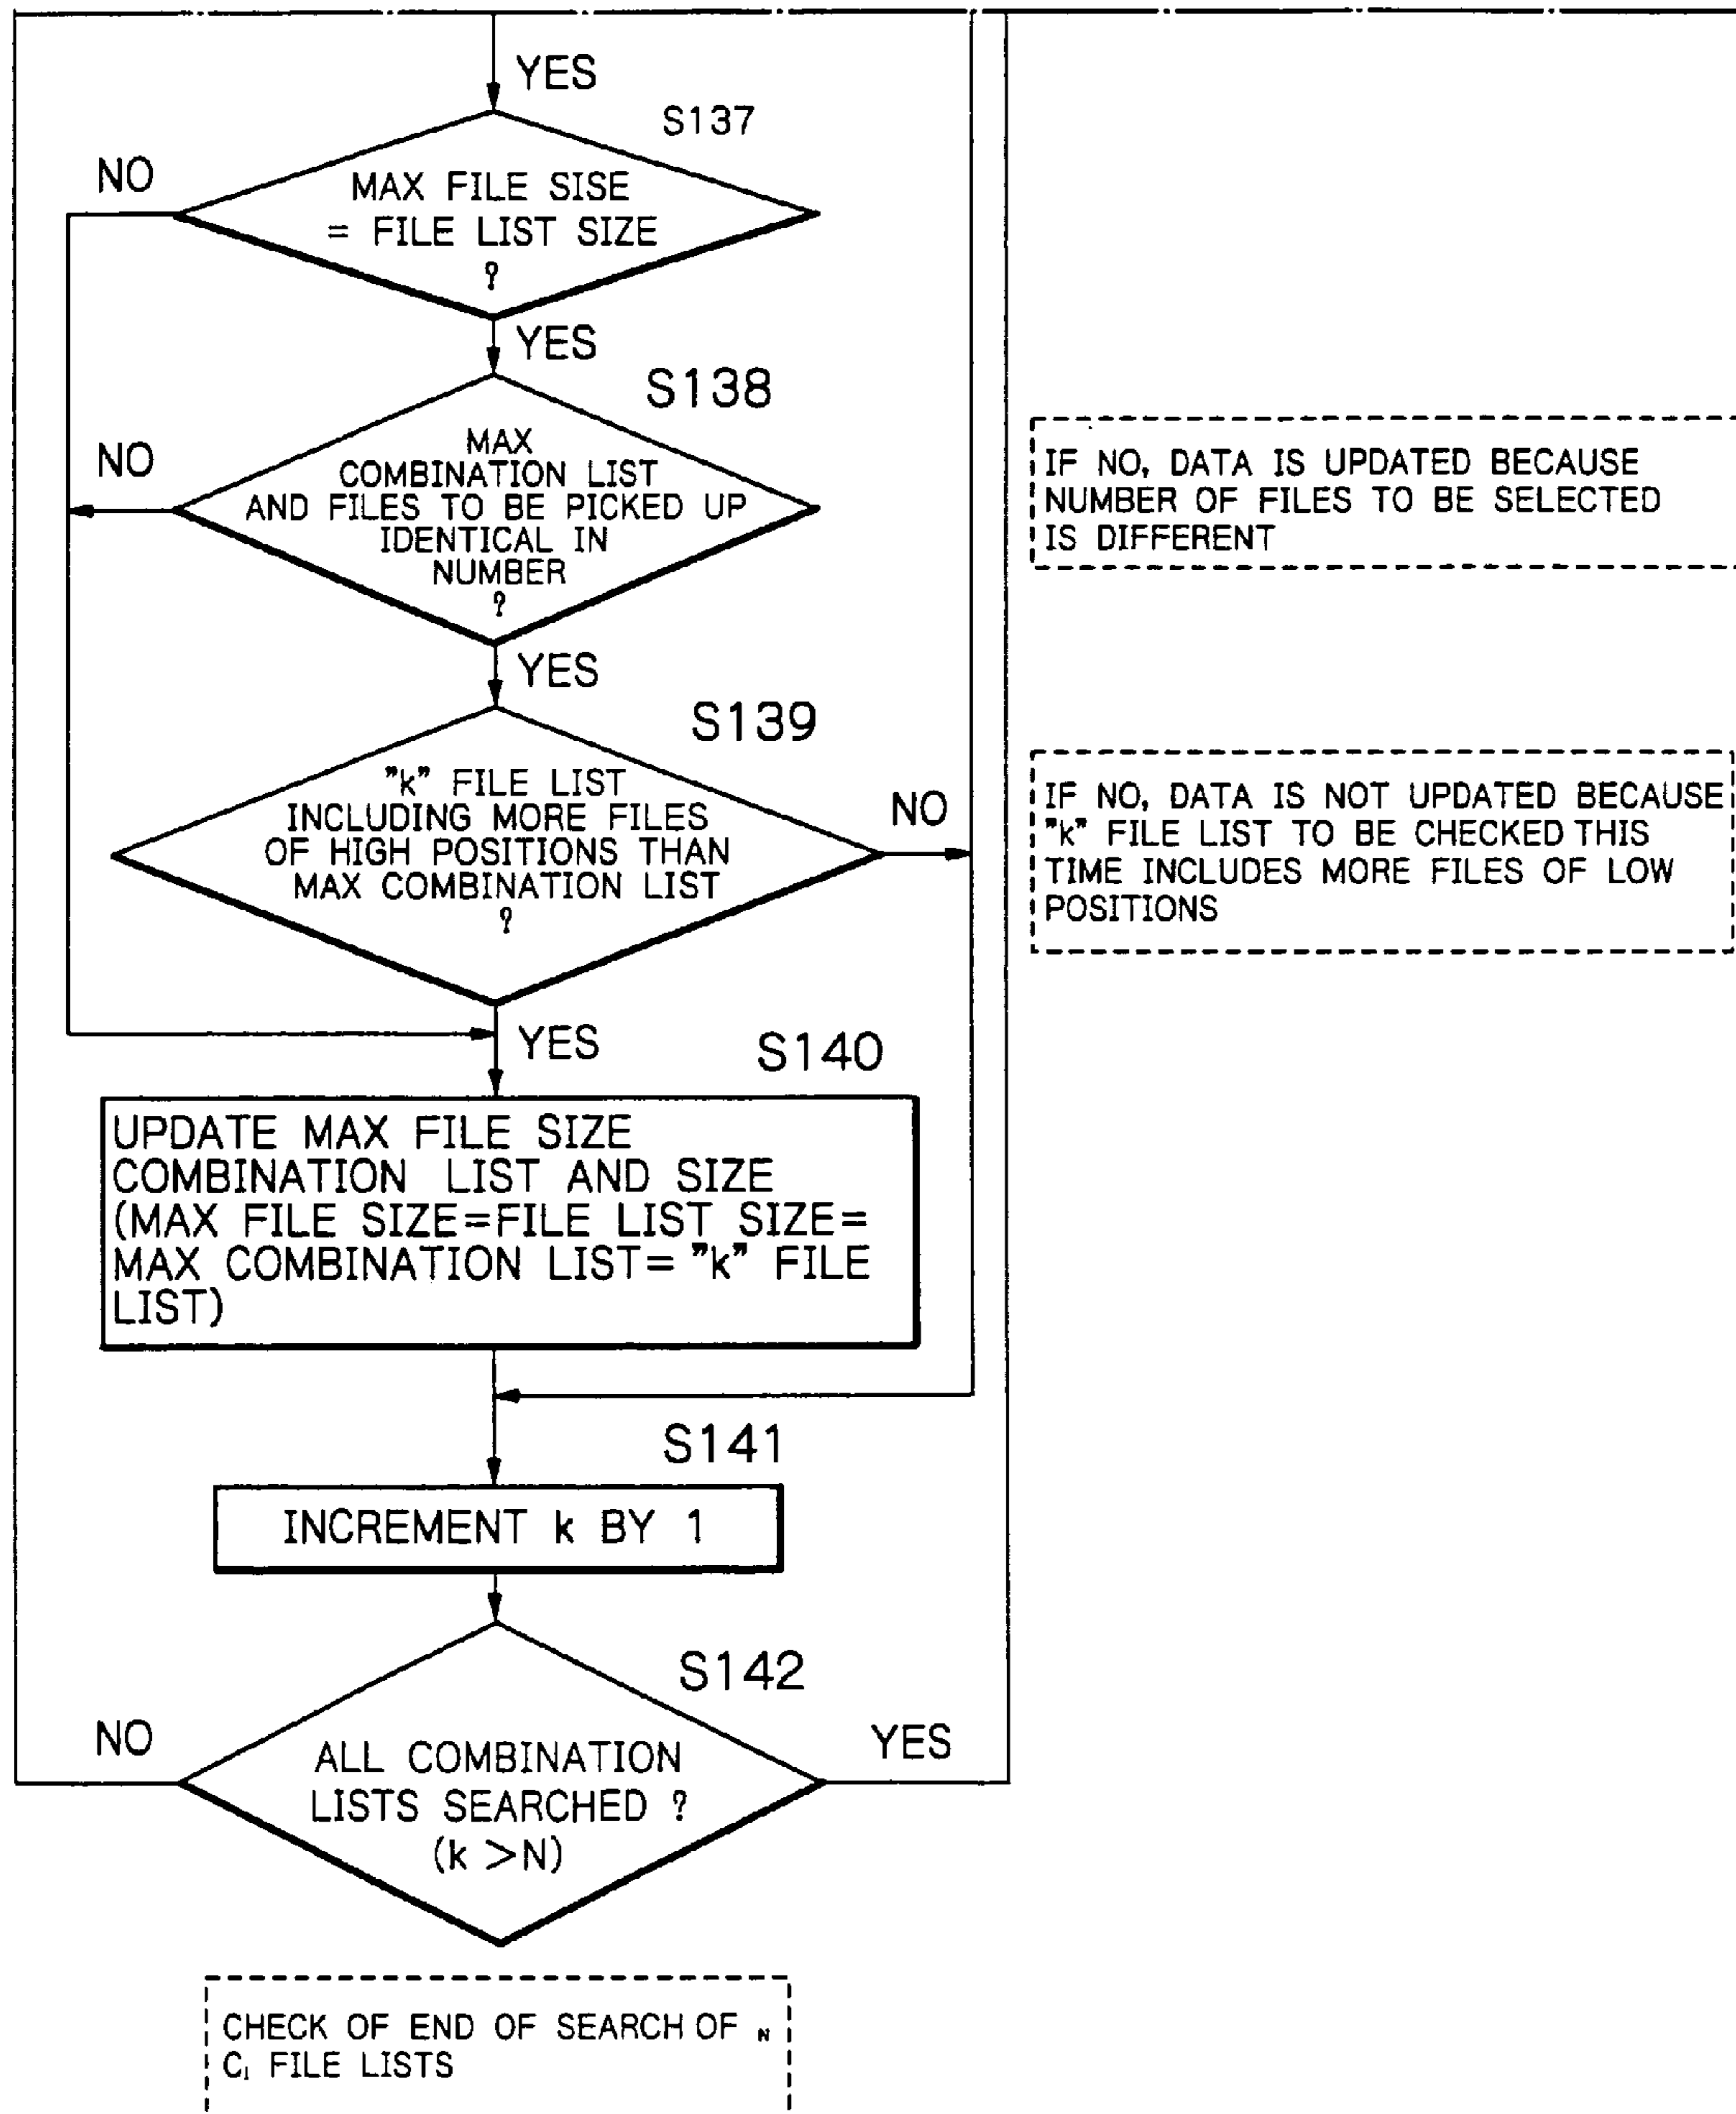 YES
S137
NO
MAX FILE SISE
= FILE LIST SIZE
?
YES
S138
NO
MAX
COMBINATION LIST
AND FILES TO BE PICKED UP
IDENTICAL IN
NUMBER
?
IF NO, DATA IS UPDATED BECAUSE
NUMBER OF FILES TO BE SELECTED
IS DIFFERENT
YES
S139
"k" FILE LIST
INCLUDING MORE FILES
OF HIGH POSITIONS THAN
MAX COMBINATION LIST
?
NO
IF NO, DATA IS NOT UPDATED BECAUSE
"k" FILE LIST TO BE CHECKED THIS
TIME INCLUDES MORE FILES OF LOW
POSITIONS
YES
S140
UPDATE MAX FILE SIZE
COMBINATION LIST AND SIZE
(MAX FILE SIZE=FILE LIST SIZE=
MAX COMBINATION LIST="k" FILE
LIST)
S141
INCREMENT k BY 1
S142
NO
ALL COMBINATION
LISTS SEARCHED ?
(k >N)
YES
CHECK OF END OF SEARCH OF N
CI FILE LISTS